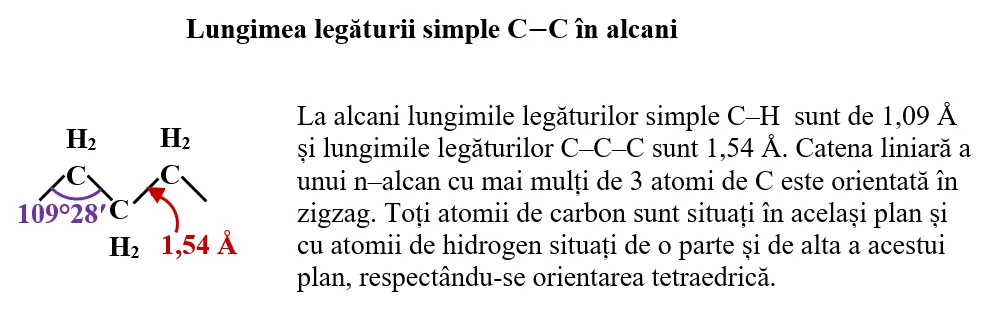 Lungimea legăturii simple C–C în alcani
H₂ H₂
C C
109°28′ C
H₂ 1,54 Å
La alcani lungimile legăturilor simple C–H sunt de 1,09 Å
și lungimile legăturilor C–C–C sunt 1,54 Å. Catena liniară a
unui n–alcan cu mai mulți de 3 atomi de C este orientată în
zigzag. Toți atomii de carbon sunt situați în același plan și
cu atomii de hidrogen situați de o parte și de alta a acestui
plan, respectându-se orientarea tetraedrică.